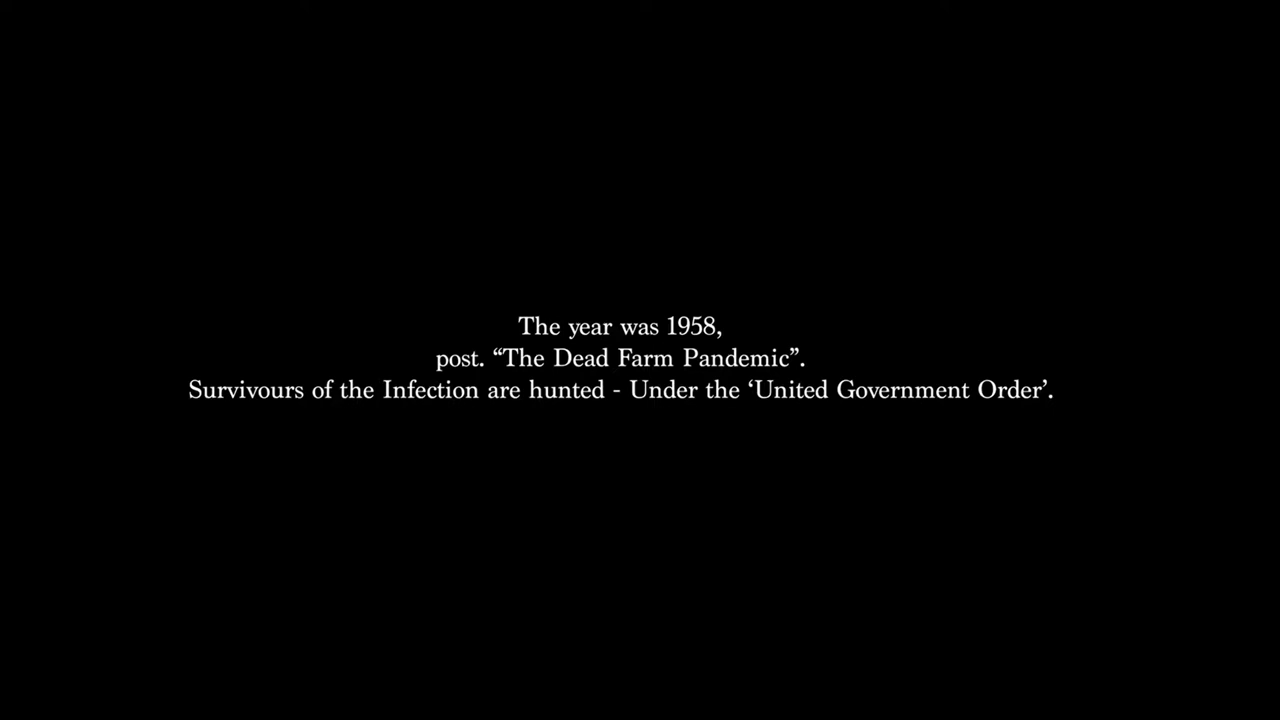 The year was 1958,
post. “The Dead Farm Pandemic”.
Survivours of the Infection are hunted - Under the ‘United Government Order’.